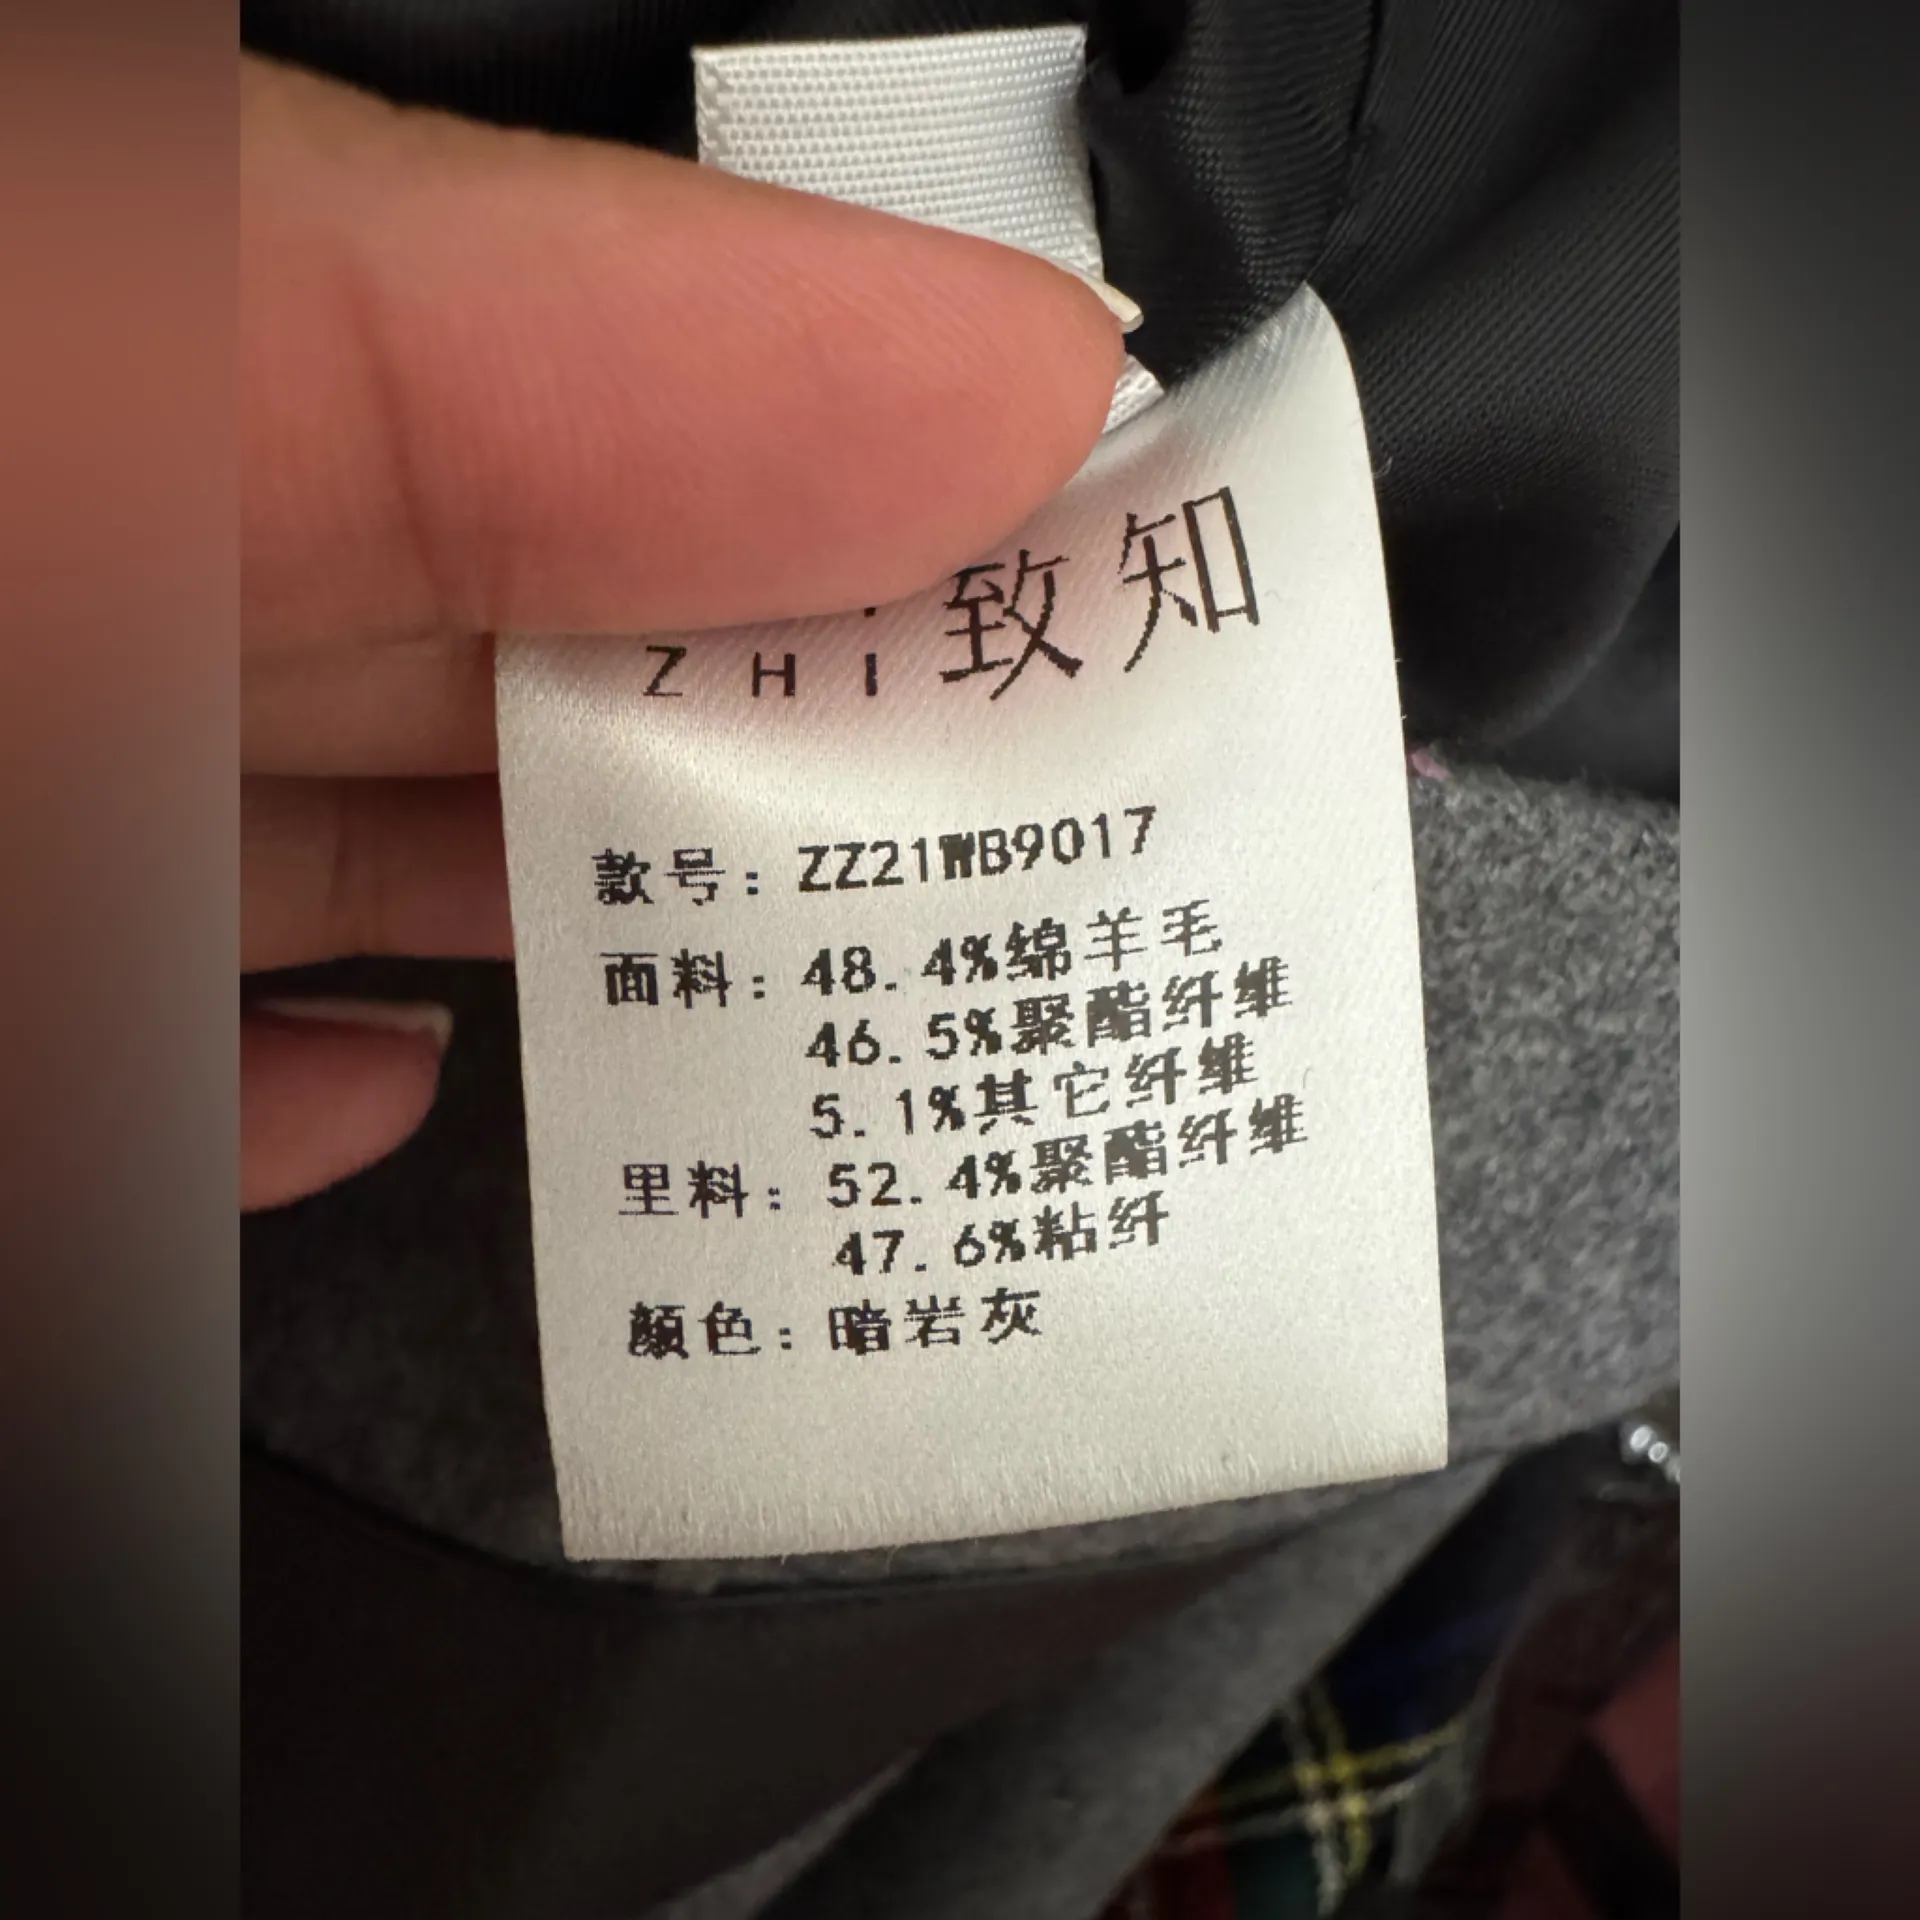 ZHI 致知
款号：ZZ21WB9017
面料：48.4%绵羊毛
46.5%聚酯纤维
5.1%其它纤维
里料：52.4%聚酯纤维
47.6%粘纤
颜色：暗岩灰